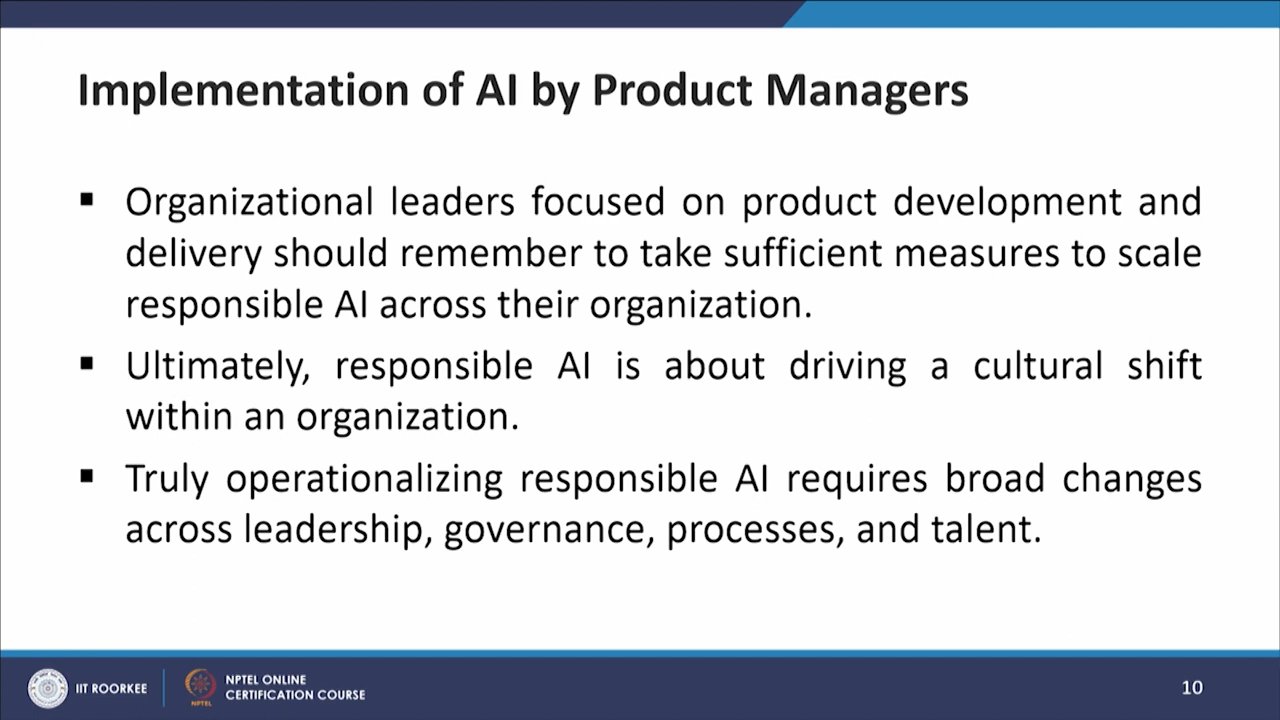 Implementation of AI by Product Managers
▪ Organizational leaders focused on product development and
delivery should remember to take sufficient measures to scale
responsible AI across their organization.
▪ Ultimately, responsible AI is about driving a cultural shift
within an organization.
▪ Truly operationalizing responsible AI requires broad changes
across leadership, governance, processes, and talent.
IIT ROORKEE
NPTEL
NPTEL ONLINE
CERTIFICATION COURSE
10